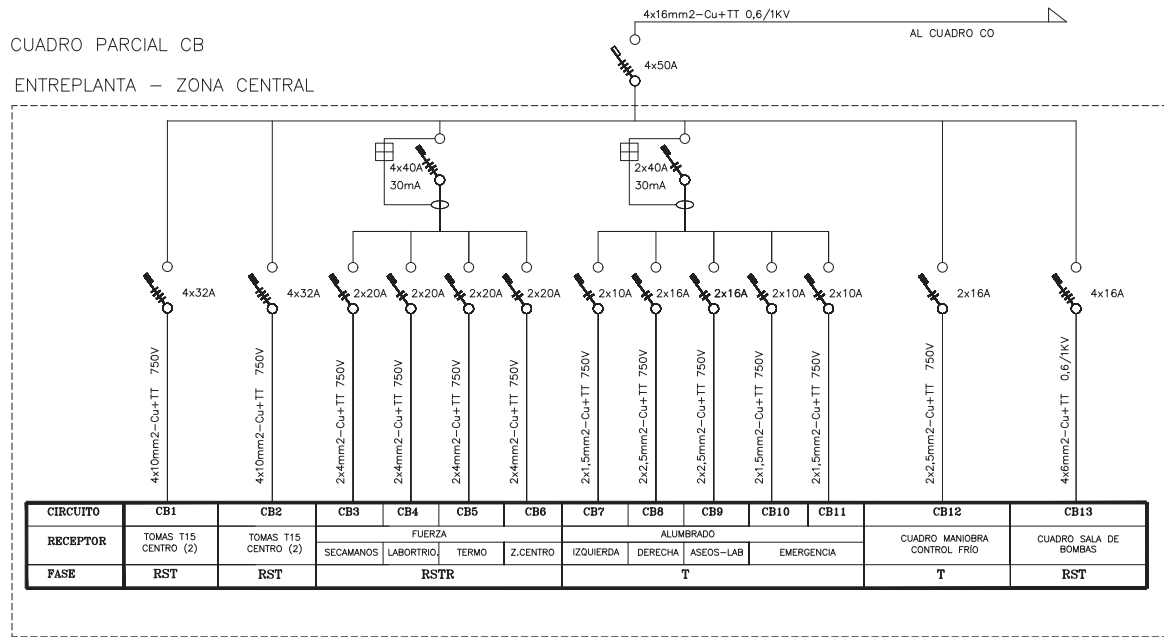 4x16mm2-Cu+TT 0,6/1KV
AL CUADRO CO
CUADRO PARCIAL CB
4x50A
ENTREPLANTA - ZONA CENTRAL
4x40A
30mA
2x40A
30mA
4x32A
4x32A
2x20A
2x20A
2x20A
2x20A
2x10A
2x16A
2x16A
2x10A
2x10A
2x16A
4x16A
4x10mm2-Cu+TT 750V
4x10mm2-Cu+TT 750V
2x4mm2-Cu+TT 750V
2x4mm2-Cu+TT 750V
2x4mm2-Cu+TT 750V
2x4mm2-Cu+TT 750V
2x1,5mm2-Cu+TT 750V
2x2,5mm2-Cu+TT 750V
2x2,5mm2-Cu+TT 750V
2x1,5mm2-Cu+TT 750V
2x1,5mm2-Cu+TT 750V
2x2,5mm2-Cu+TT 750V
4x6mm2-Cu+TT 0,6/1KV
CIRCUITO CB1 CB2 CB3 CB4 CB5 CB6 CB7 CB8 CB9 CB10 CB11 CB12 CB13
RECEPTOR
TOMAS T15
CENTRO (2)
TOMAS T15
CENTRO (2)
FUERZA
SECAMANOS LABORTRIO. TERMO Z.CENTRO
ALUMBRADO
IZQUIERDA DERECHA ASEOS-LAB EMERGENCIA
CUADRO MANIOBRA
CONTROL FRÍO
CUADRO SALA DE
BOMBAS
FASE RST RST RSTR T T RST